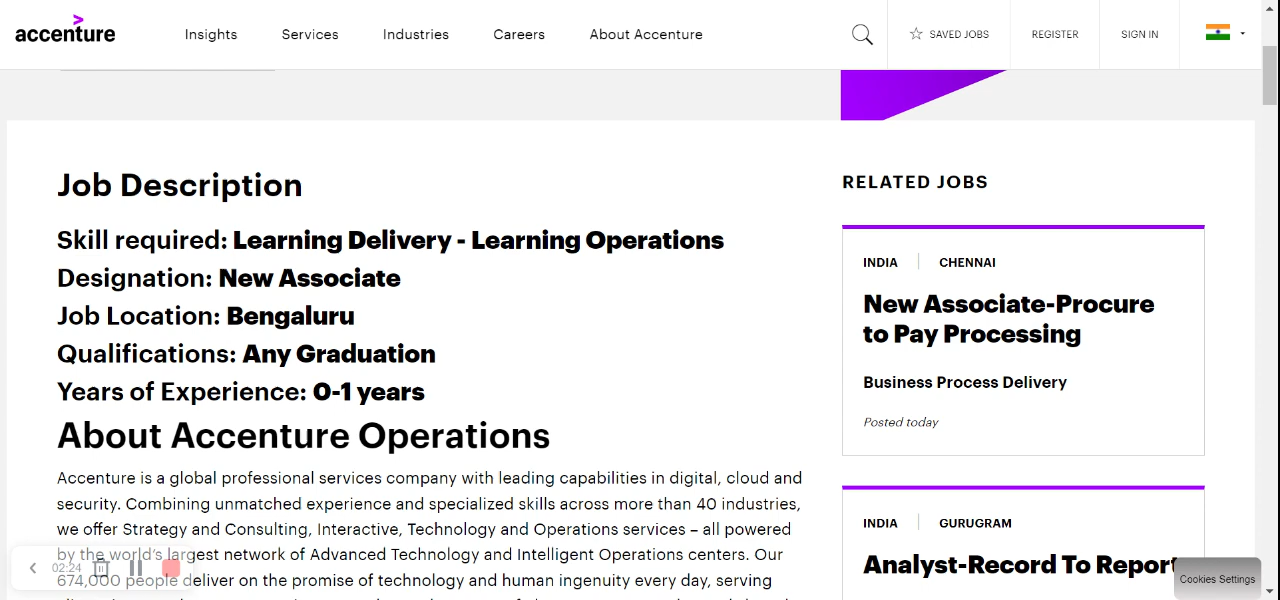 accenture
Insights
Services
Industries
Careers
About Accenture
SAVED JOBS
REGISTER
SIGN IN
Job Description
Skill required: Learning Delivery - Learning Operations
Designation: New Associate
Job Location: Bengaluru
Qualifications: Any Graduation
Years of Experience: 0-1 years
About Accenture Operations
Accenture is a global professional services company with leading capabilities in digital, cloud and
security. Combining unmatched experience and specialized skills across more than 40 industries,
we offer Strategy and Consulting, Interactive, Technology and Operations services – all powered
by the world's largest network of Advanced Technology and Intelligent Operations centers. Our
674,000 people deliver on the promise of technology and human ingenuity every day, serving
02:24
RELATED JOBS
INDIA
CHENNAI
New Associate-Procure
to Pay Processing
Business Process Delivery
Posted today
INDIA
GURUGRAM
Analyst-Record To Report
Cookies Settings